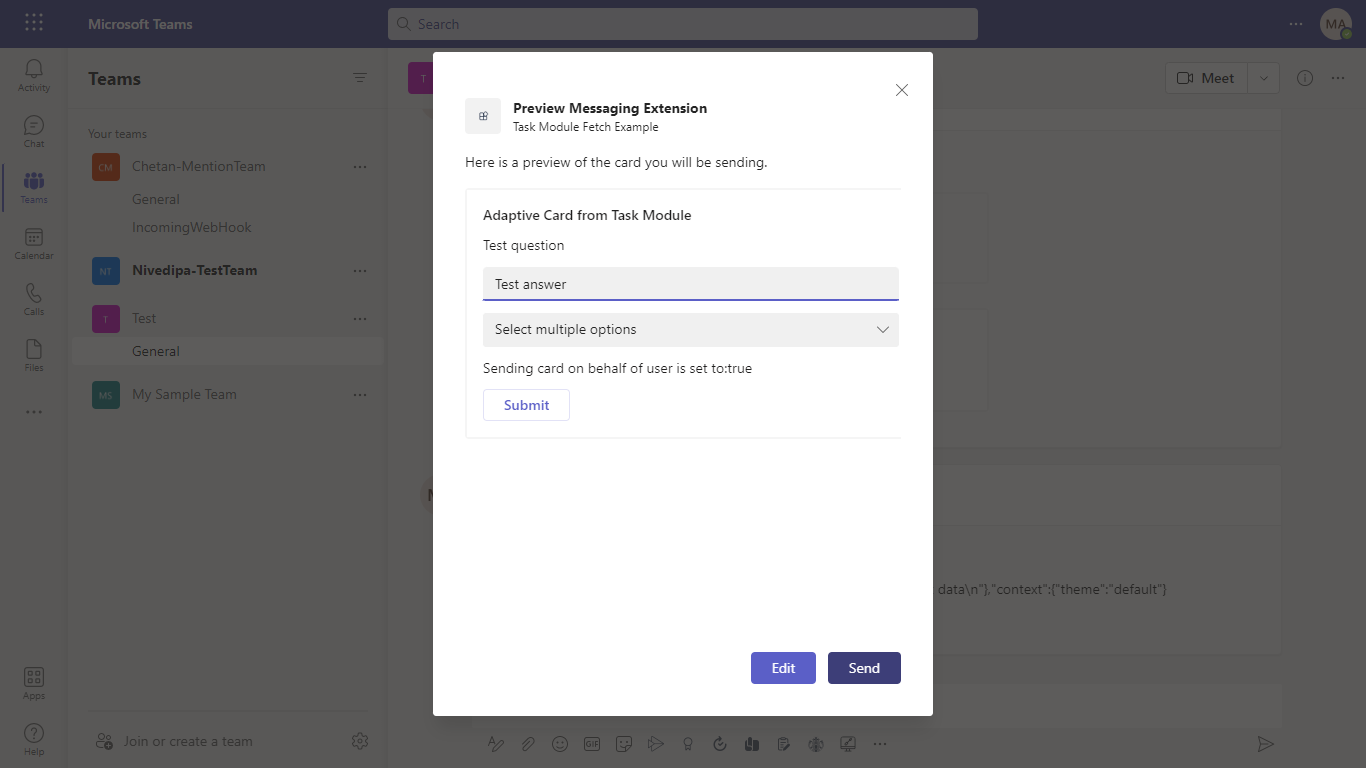 Microsoft Teams
Search
MA
Activity
Chat
Teams
Calendar
Calls
Files
Apps
Help
Teams
Your teams
CM Chetan-MentionTeam
General
IncomingWebHook
NT Nivedipa-TestTeam
T Test
General
MS My Sample Team
Join or create a team
T
Meet
Preview Messaging Extension
Task Module Fetch Example
Here is a preview of the card you will be sending.
Adaptive Card from Task Module
Test question
Test answer
Select multiple options
Sending card on behalf of user is set to:true
Submit
Edit
Send
data\n"},"context":{"theme":"default"}
GIF